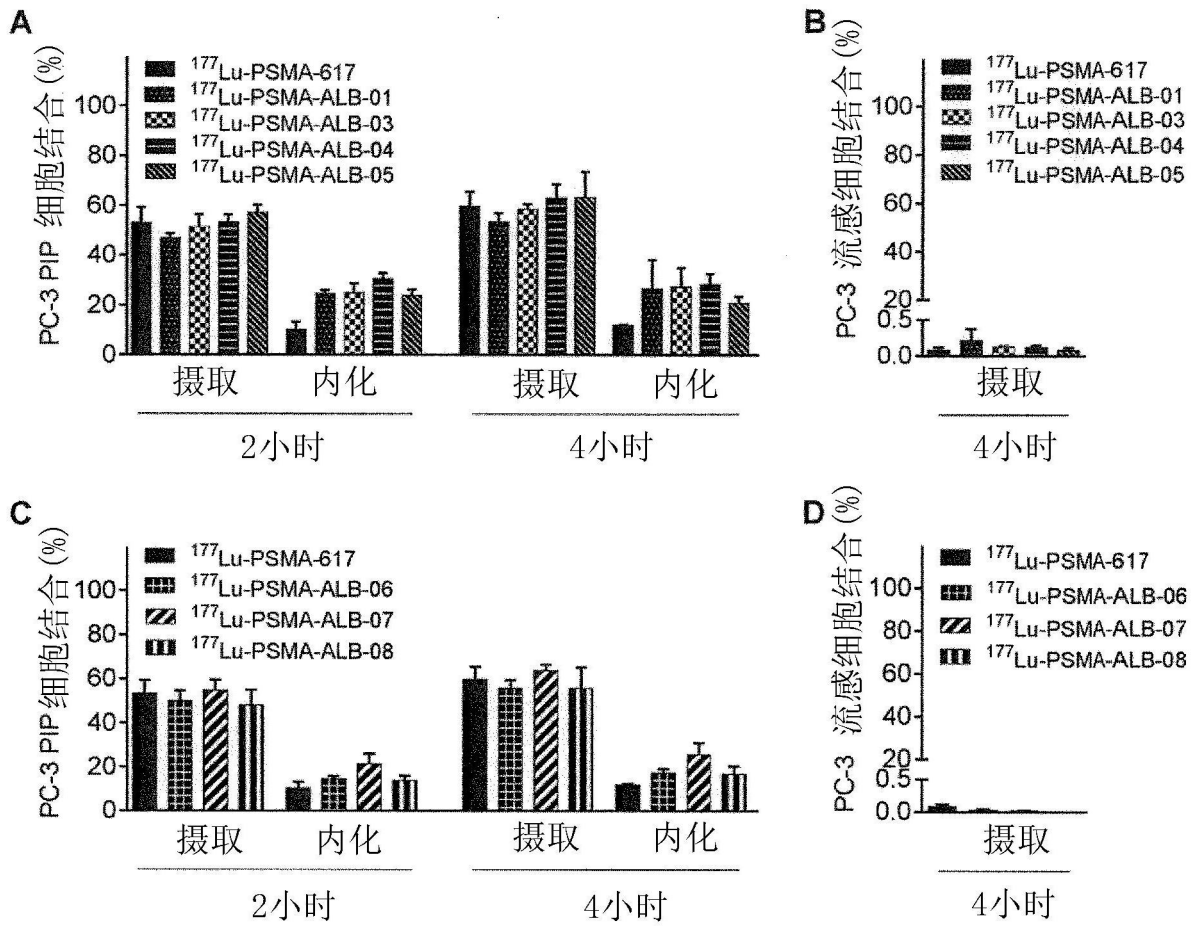 A
PC-3 PIP 细胞结合 (%)
100
80
60
40
20
0
177Lu-PSMA-617
177Lu-PSMA-ALB-01
177Lu-PSMA-ALB-03
177Lu-PSMA-ALB-04
177Lu-PSMA-ALB-05
摄取 内化 摄取 内化
2小时 4小时
B
PC-3 流感细胞结合 (%)
100
80
60
40
20
0.5
0.0
177Lu-PSMA-617
177Lu-PSMA-ALB-01
177Lu-PSMA-ALB-03
177Lu-PSMA-ALB-04
177Lu-PSMA-ALB-05
摄取
4小时
C
PC-3 PIP 细胞结合 (%)
100
80
60
40
20
0
177Lu-PSMA-617
177Lu-PSMA-ALB-06
177Lu-PSMA-ALB-07
177Lu-PSMA-ALB-08
摄取 内化 摄取 内化
2小时 4小时
D
PC-3 流感细胞结合 (%)
100
80
60
40
20
0.5
0.0
177Lu-PSMA-617
177Lu-PSMA-ALB-06
177Lu-PSMA-ALB-07
177Lu-PSMA-ALB-08
摄取
4小时